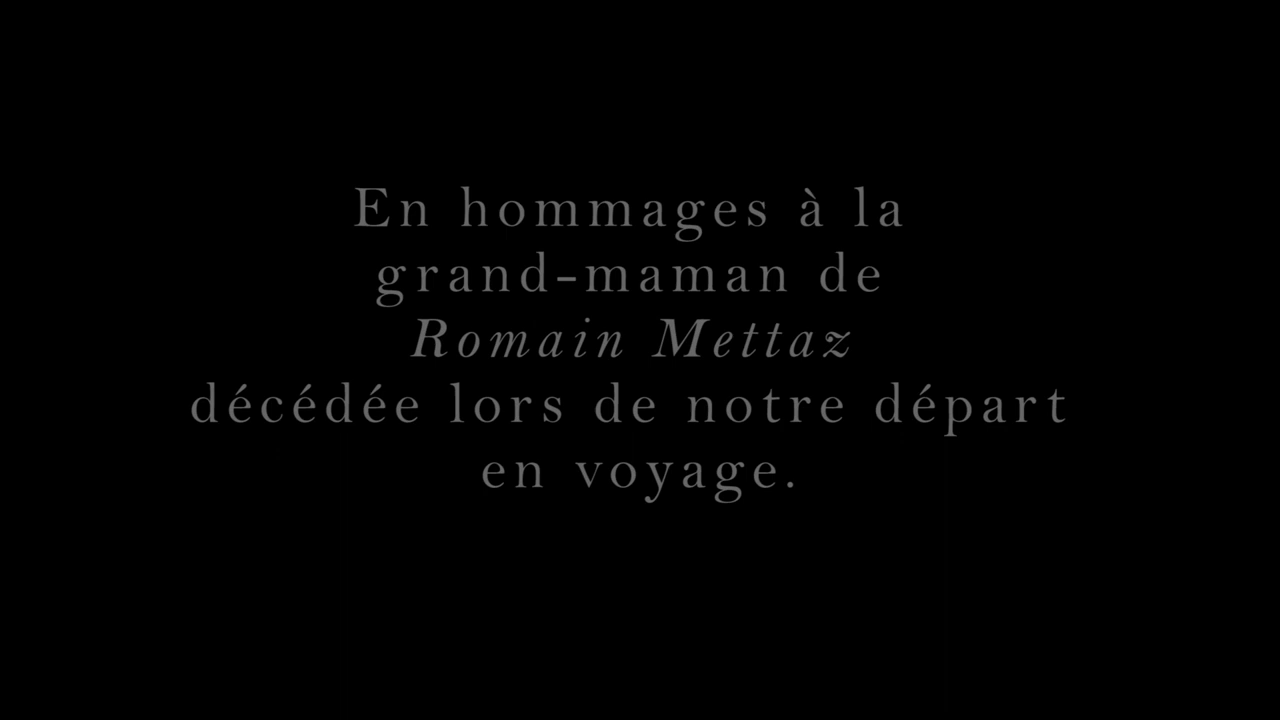 En hommages à la
grand-maman de
Romain Mettaz
décédée lors de notre départ
en voyage.